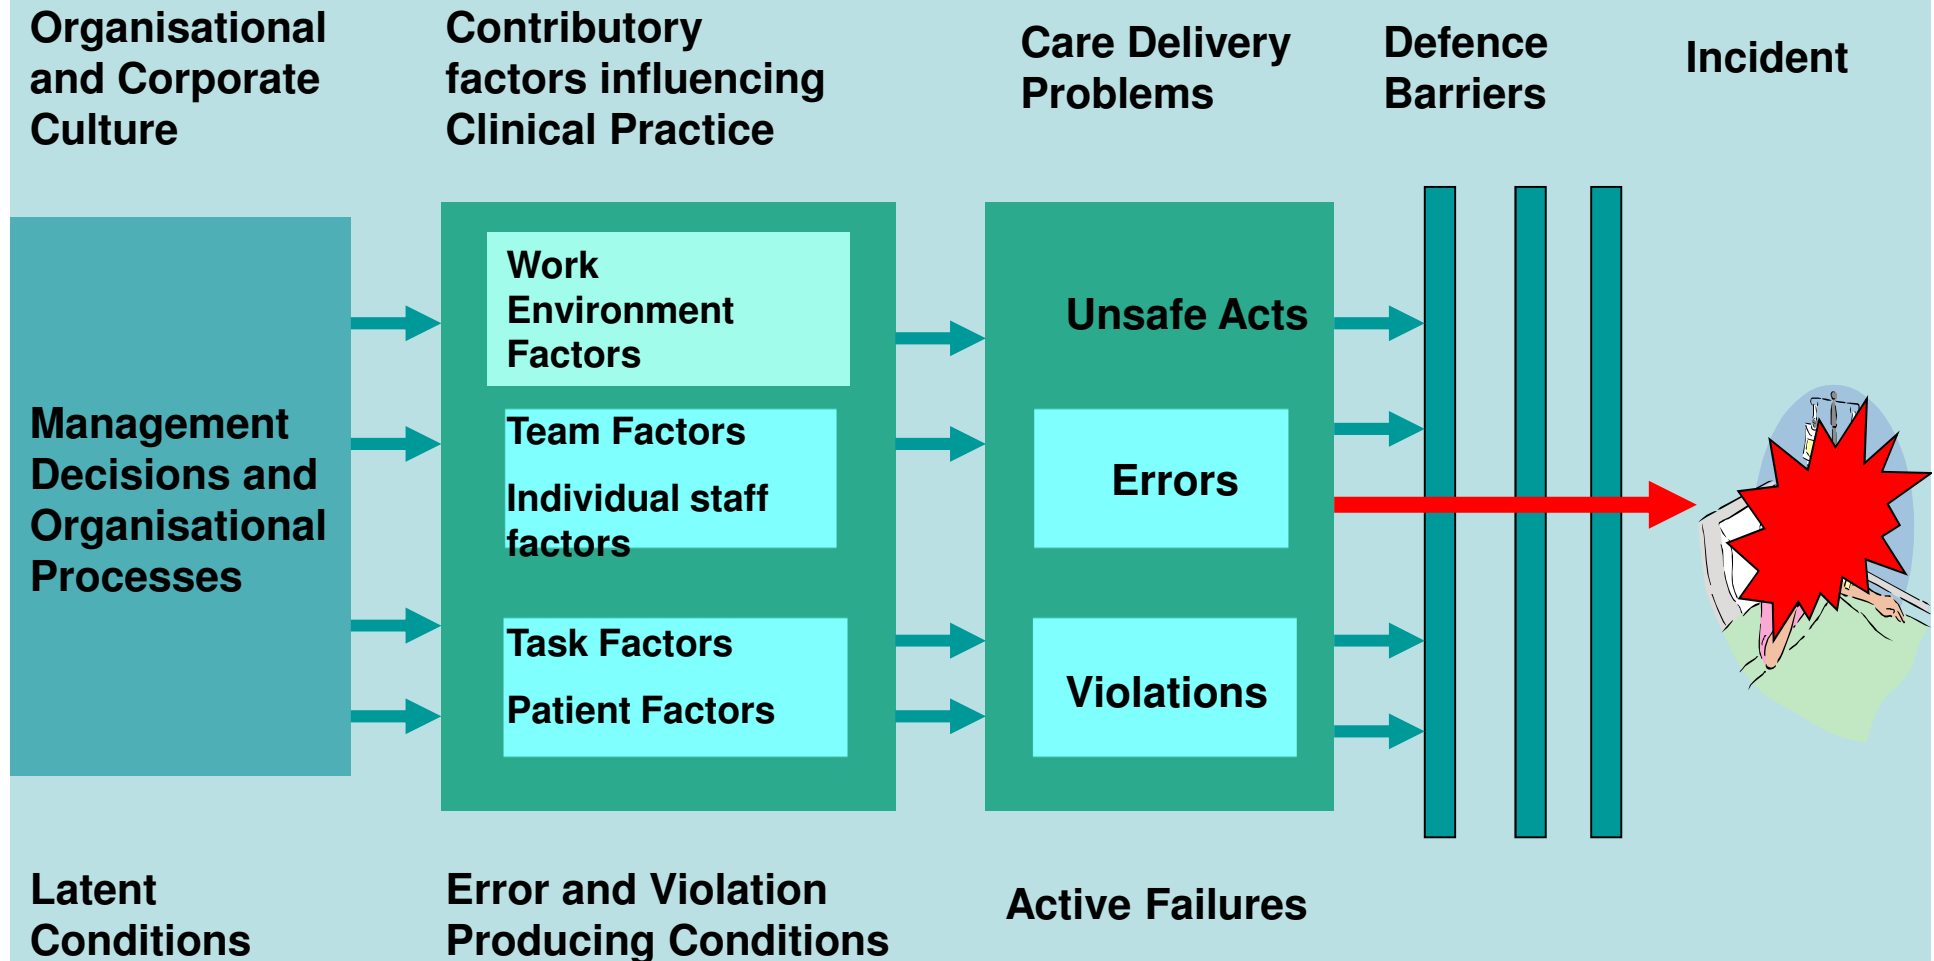 Organisational
and Corporate
Culture
Contributory
factors influencing
Clinical Practice
Care Delivery
Problems
Defence
Barriers
Incident
Management
Decisions and
Organisational
Processes
Work
Environment
Factors
Team Factors
Individual staff
factors
Task Factors
Patient Factors
Unsafe Acts
Errors
Violations
Latent
Conditions
Error and Violation
Producing Conditions
Active Failures